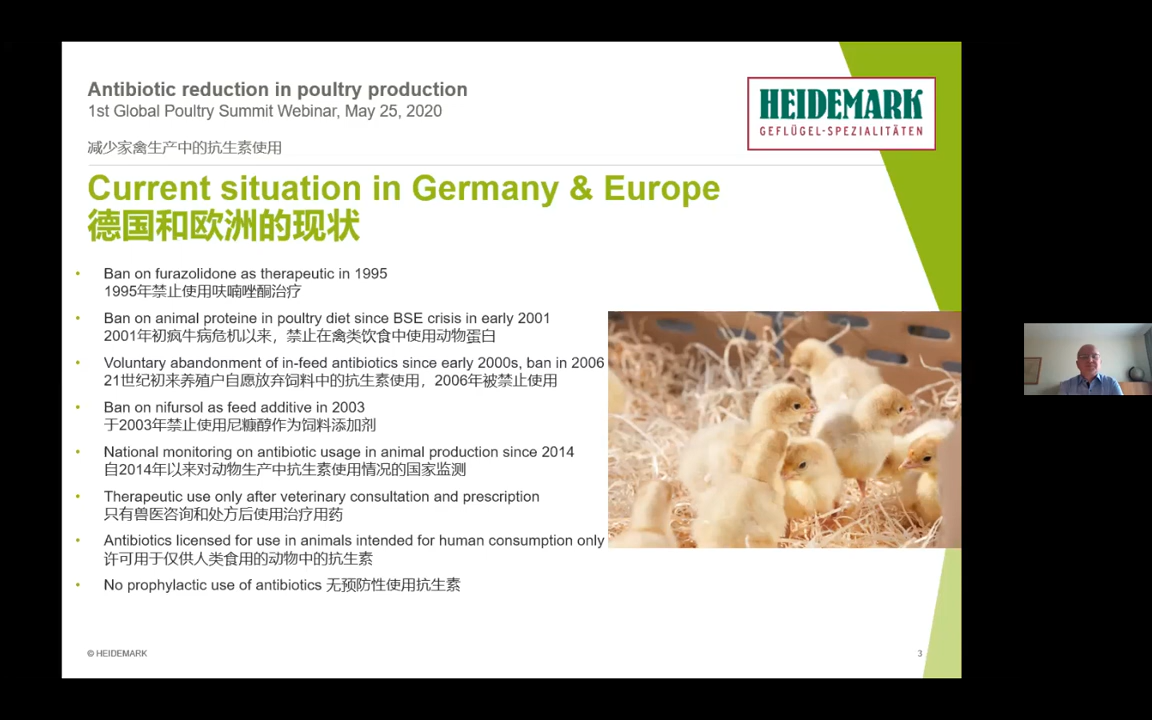 Antibiotic reduction in poultry production
1st Global Poultry Summit Webinar, May 25, 2020
减少家禽生产中的抗生素使用
HEIDEMARK
GEFLÜGEL-SPEZIALITÄTEN
Current situation in Germany & Europe
德国和欧洲的现状
• Ban on furazolidone as therapeutic in 1995
1995年禁止使用呋喃唑酮治疗
• Ban on animal proteine in poultry diet since BSE crisis in early 2001
2001年初疯牛病危机以来，禁止在禽类饮食中使用动物蛋白
• Voluntary abandonment of in-feed antibiotics since early 2000s, ban in 2006
21世纪初来养殖户自愿放弃饲料中的抗生素使用，2006年被禁止使用
• Ban on nifursol as feed additive in 2003
于2003年禁止使用尼糠醇作为饲料添加剂
• National monitoring on antibiotic usage in animal production since 2014
自2014年以来对动物生产中抗生素使用情况的国家监测
• Therapeutic use only after veterinary consultation and prescription
只有兽医咨询和处方后使用治疗用药
• Antibiotics licensed for use in animals intended for human consumption only
许可用于仅供人类食用的动物中的抗生素
• No prophylactic use of antibiotics 无预防性使用抗生素
© HEIDEMARK
3